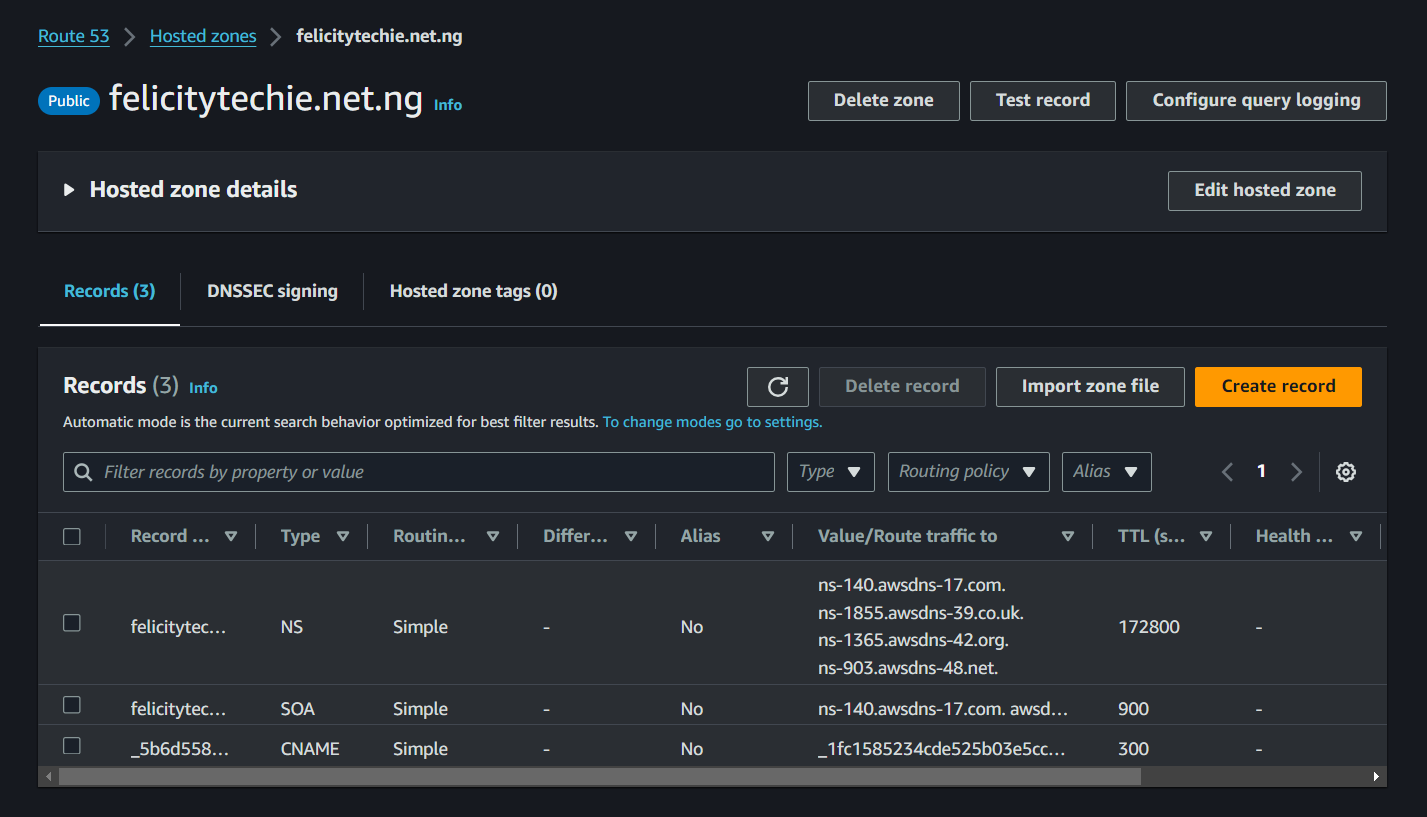 Route 53 > Hosted zones > felicitytechie.net.ng
Public felicitytechie.net.ng Info
Delete zone Test record Configure query logging
Hosted zone details Edit hosted zone
Records (3) DNSSEC signing Hosted zone tags (0)
Records (3) Info
Delete record Import zone file Create record
Automatic mode is the current search behavior optimized for best filter results. To change modes go to settings.
Filter records by property or value Type Routing policy Alias 1
Record ... Type Routin... Differ... Alias Value/Route traffic to TTL (s... Health ...
felicitytec... NS Simple - No ns-140.awsdns-17.com.
ns-1855.awsdns-39.co.uk.
ns-1365.awsdns-42.org.
ns-903.awsdns-48.net. 172800 -
felicitytec... SOA Simple - No ns-140.awsdns-17.com. awsd... 900 -
_5b6d558... CNAME Simple - No _1fc1585234cde525b03e5cc... 300 -